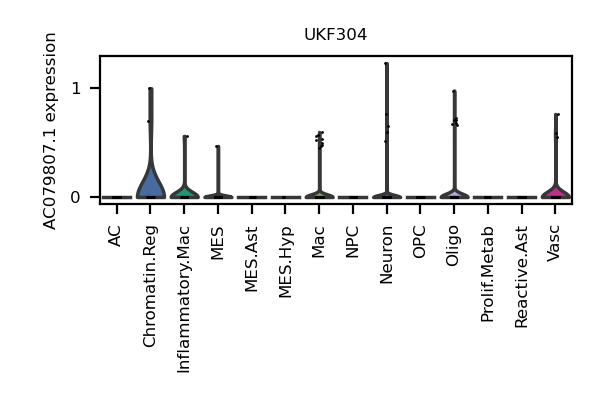 UKF304
AC079807.1 expression
1
0
AC
Chromatin.Reg
Inflammatory.Mac
MES
MES.Ast
MES.Hyp
Mac
NPC
Neuron
OPC
Oligo
Prolif.Metab
Reactive.Ast
Vasc